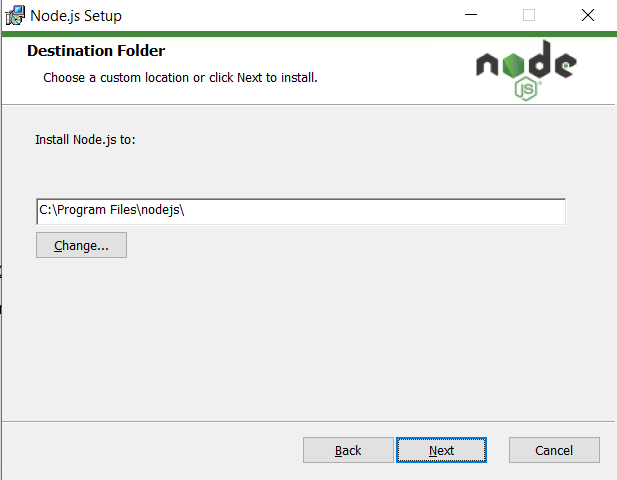 Node.js Setup
Destination Folder
Choose a custom location or click Next to install.
node
JS
Install Node.js to:
C:\Program Files\nodejs\
Change...
Back
Next
Cancel